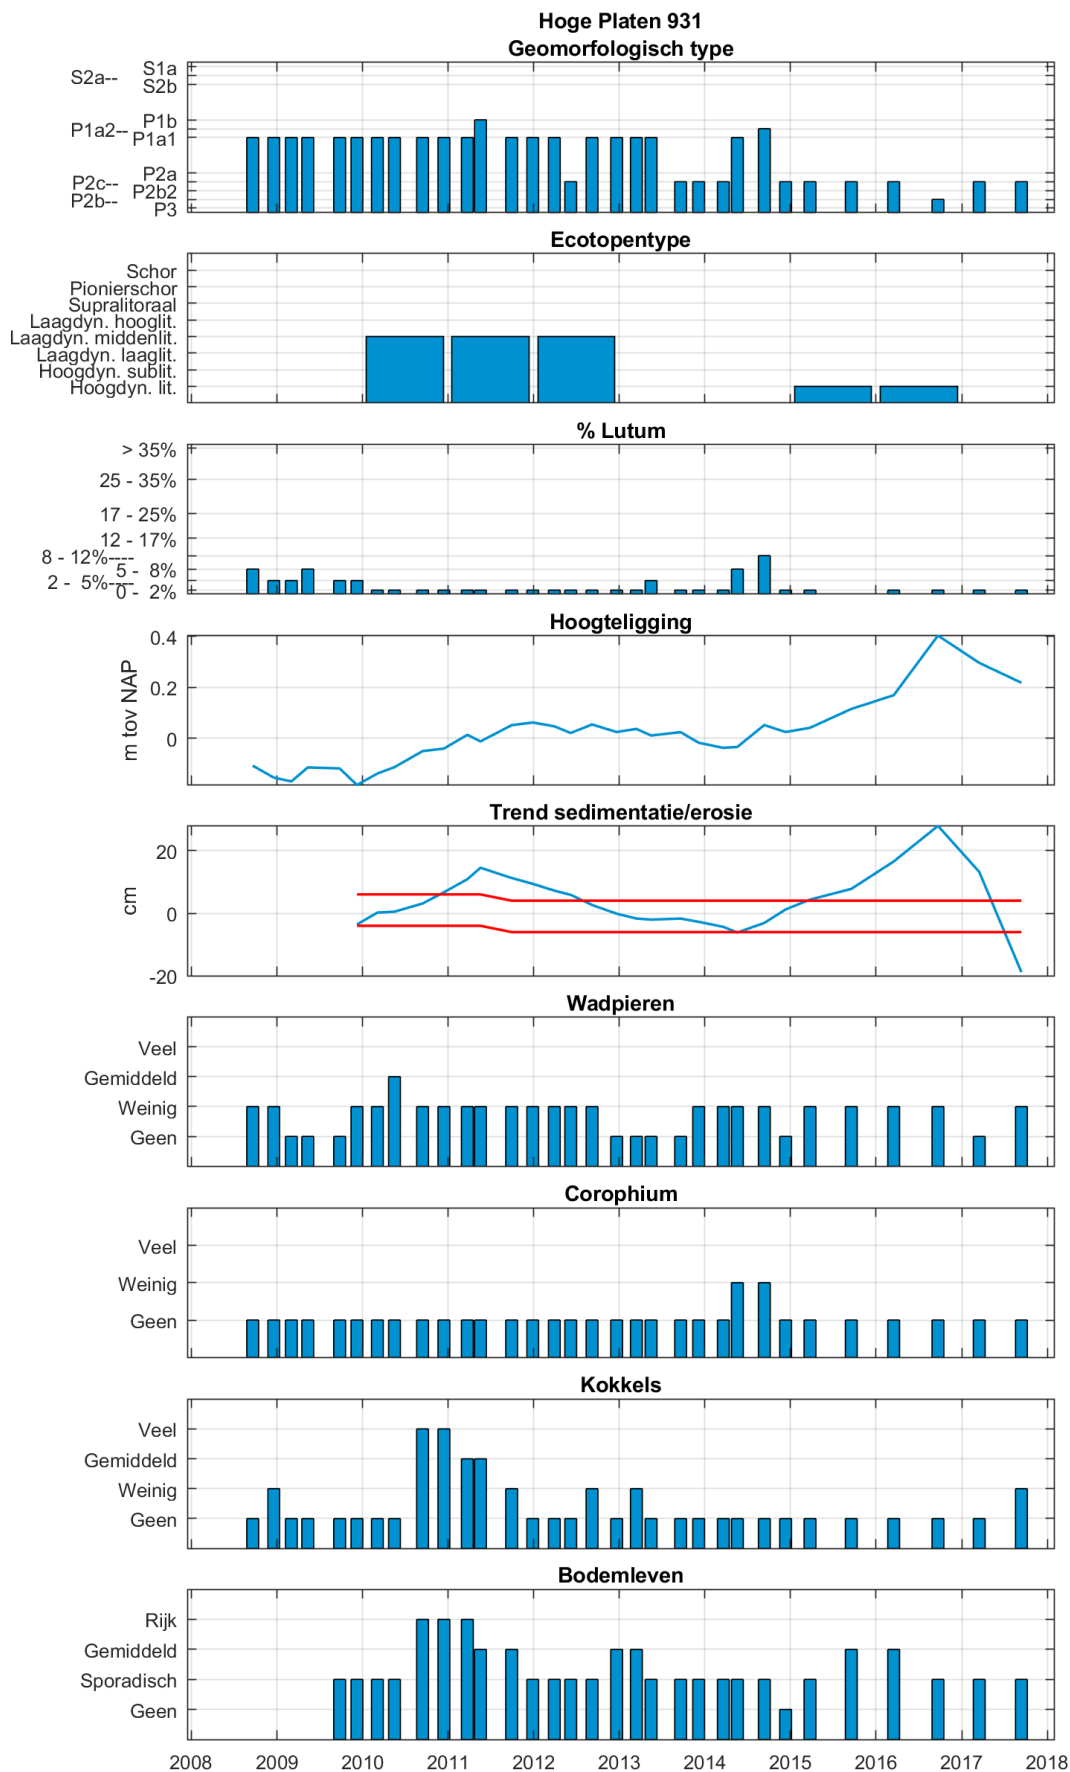 Hoge Platen 931
Geomorfologisch type
S1a
S2a--
S2b
P1b
P1a2--
P1a1
P2a
P2c--
P2b2
P2b--
P3
Ecotopentype
Schor
Pionierschor
Supralitoraal
Laagdyn. hooglit.
Laagdyn. middenlit.
Laagdyn. laaglit.
Hoogdyn. sublit.
Hoogdyn. lit.
% Lutum
> 35%
25 - 35%
17 - 25%
12 - 17%
8 - 12%----
5 - 8%
2 - 5%----
0 - 2%
Hoogteligging
0.4
0.2
0
m tov NAP
Trend sedimentatie/erosie
20
0
-20
cm
Wadpieren
Veel
Gemiddeld
Weinig
Geen
Corophium
Veel
Weinig
Geen
Kokkels
Veel
Gemiddeld
Weinig
Geen
Bodemleven
Rijk
Gemiddeld
Sporadisch
Geen
2008 2009 2010 2011 2012 2013 2014 2015 2016 2017 2018